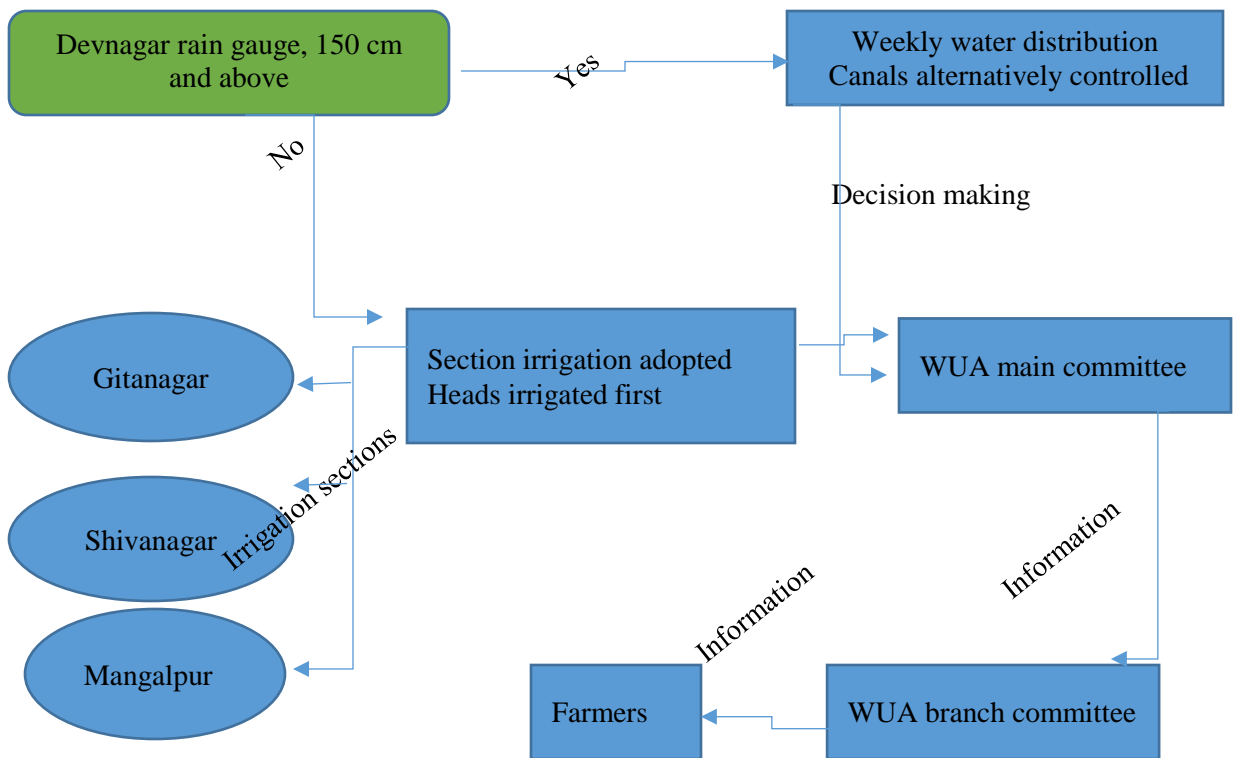 Devnagar rain gauge, 150 cm
and above
Yes
Weekly water distribution
Canals alternatively controlled
No
Decision making
Gitanagar
Section irrigation adopted
Heads irrigated first
WUA main committee
Irrigation sections
Shivanagar
Information
Information
Mangalpur
Farmers
WUA branch committee